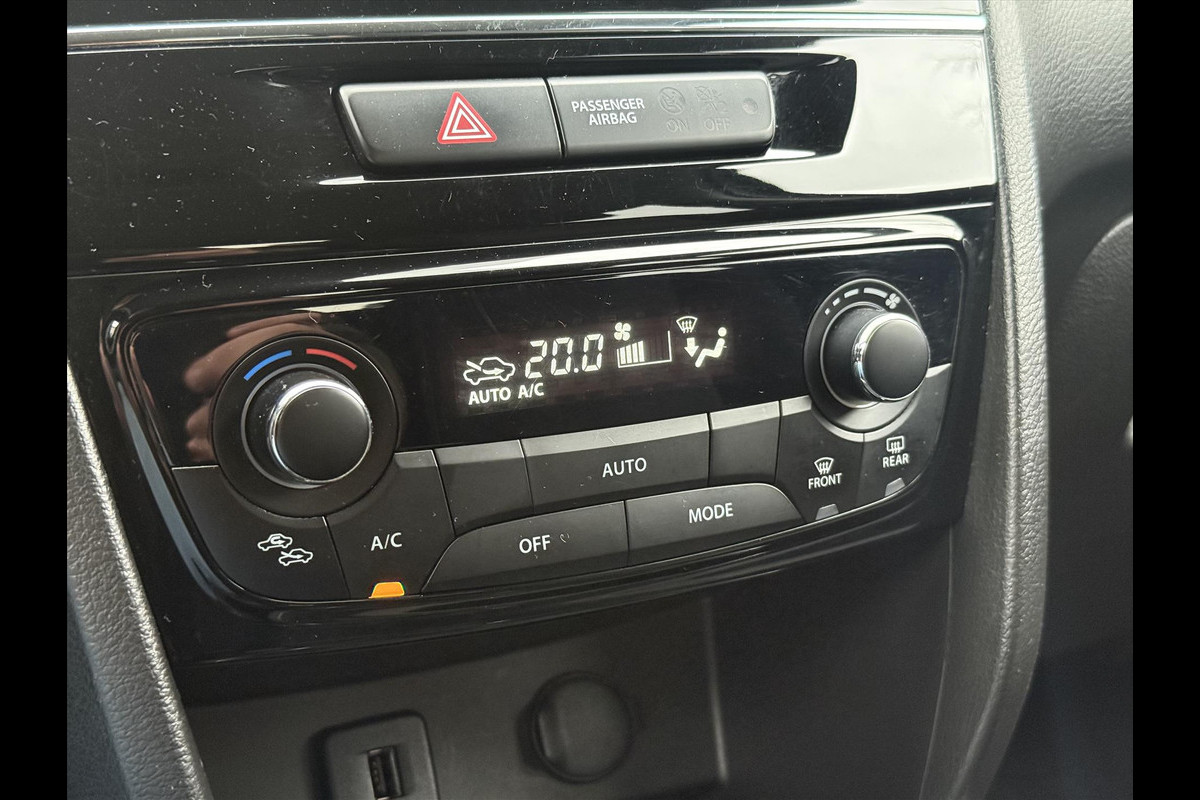 PASSENGER
AIRBAG
ON OFF
20.0
AUTO A/C
AUTO
FRONT
REAR
A/C
OFF
MODE